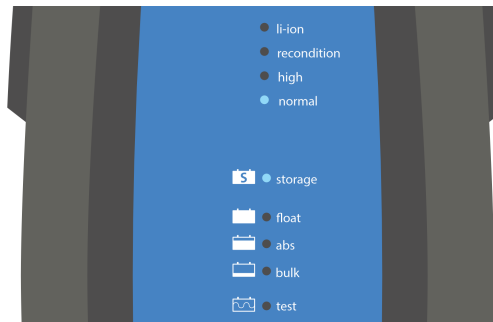 li-ion
recondition
high
normal
S storage
float
abs
bulk
test